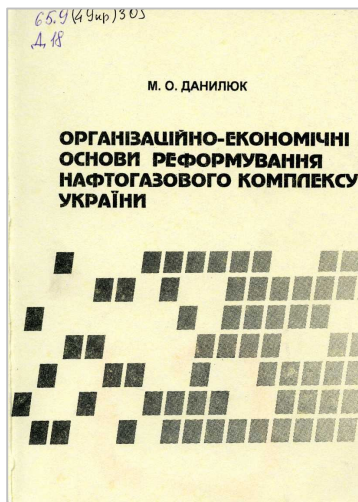 65.9(4Укр)305
Д 18
М. О. ДАНИЛЮК
ОРГАНІЗАЦІЙНО-ЕКОНОМІЧНІ
ОСНОВИ РЕФОРМУВАННЯ
НАФТОГАЗОВОГО КОМПЛЕКСУ
УКРАЇНИ